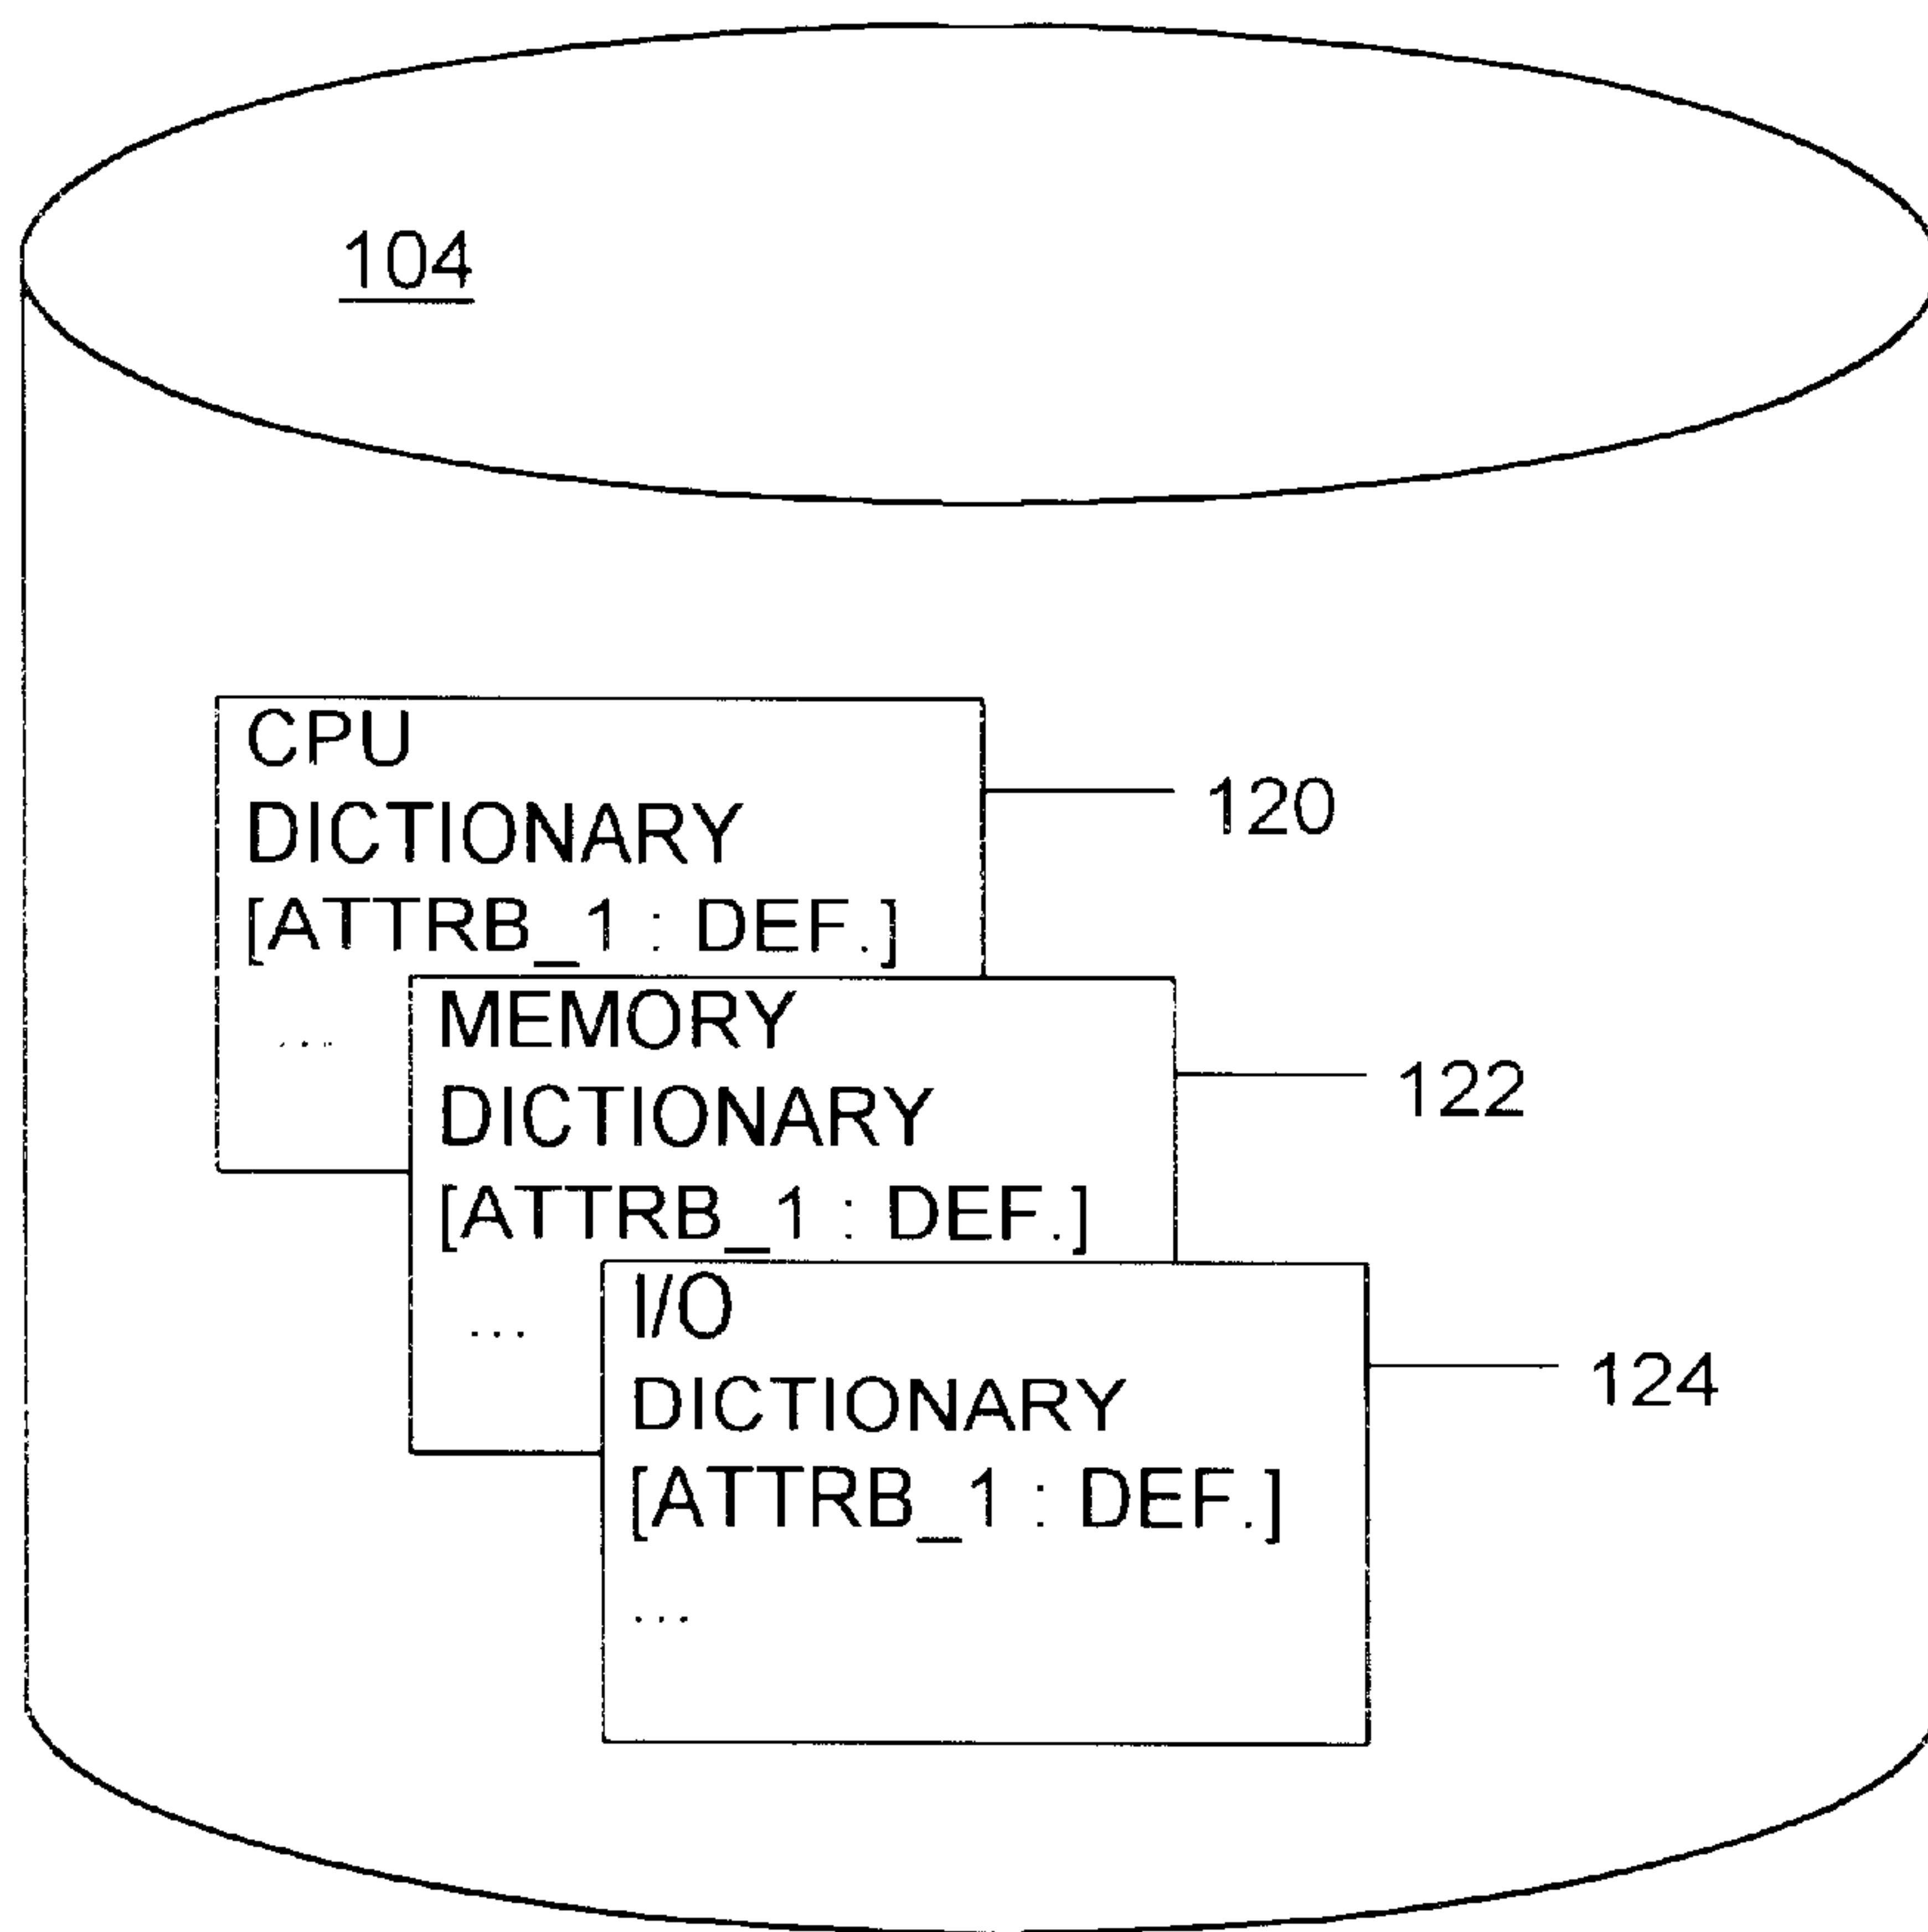 104
CPU
DICTIONARY
[ATTRB_1 : DEF.]
...
120
MEMORY
DICTIONARY
[ATTRB_1 : DEF.]
...
122
I/O
DICTIONARY
[ATTRB_1 : DEF.]
...
124